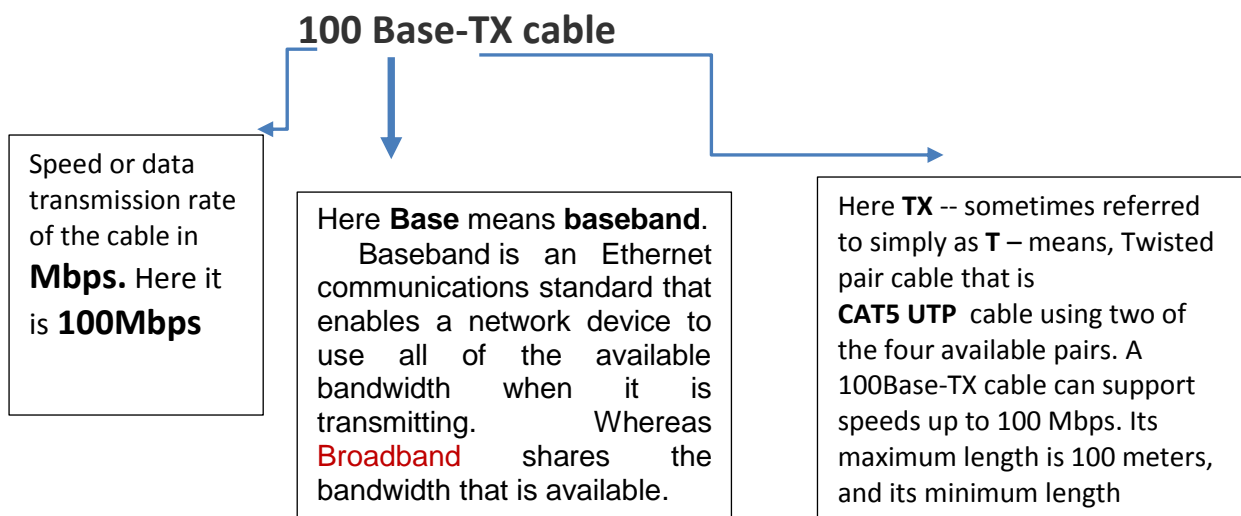 100 Base-TX cable
Speed or data
transmission rate
of the cable in
Mbps. Here it
is 100Mbps
Here Base means baseband.
Baseband is an Ethernet
communications standard that
enables a network device to
use all of the available
bandwidth when it is
transmitting. Whereas
Broadband shares the
bandwidth that is available.
Here TX -- sometimes referred
to simply as T – means, Twisted
pair cable that is
CAT5 UTP cable using two of
the four available pairs. A
100Base-TX cable can support
speeds up to 100 Mbps. Its
maximum length is 100 meters,
and its minimum length